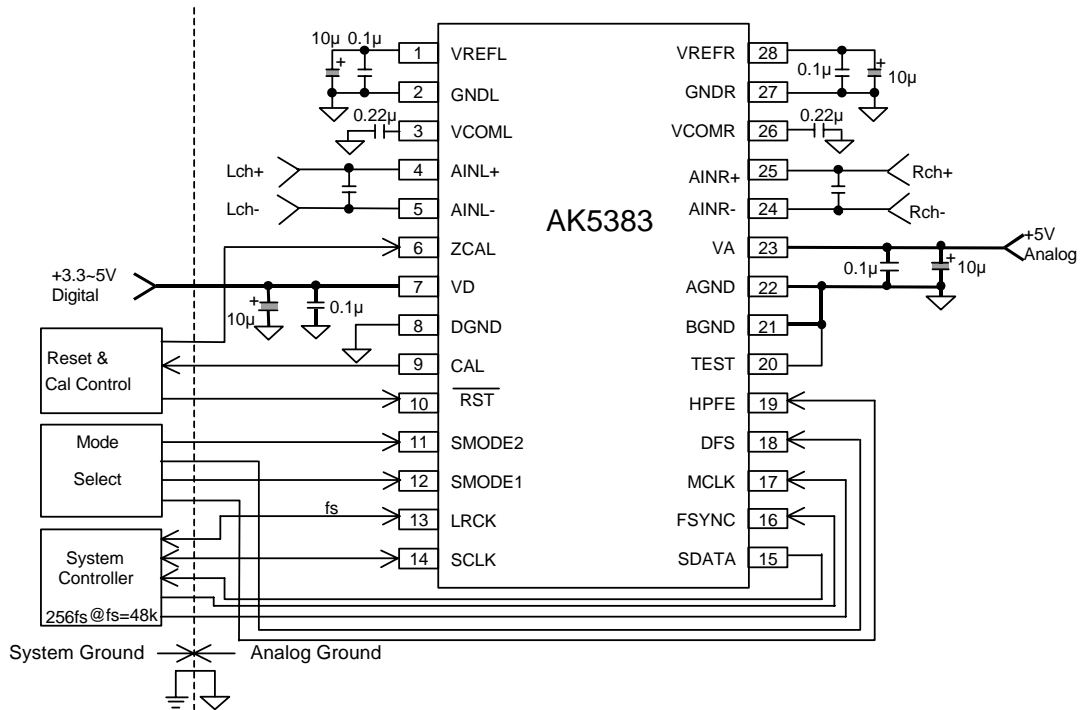 10µ 0.1µ
1 VREFL
2 GNDL
0.22µ
3 VCOML
Lch+
4 AINL+
Lch-
5 AINL-
6 ZCAL
+3.3~5V
Digital
7 VD
10µ
0.1µ
8 DGND
9 CAL
10 RST
11 SMODE2
12 SMODE1
fs
13 LRCK
14 SCLK
AK5383
VREFR 28
0.1µ
10µ
GNDR 27
0.22µ
VCOMR 26
AINR+ 25
Rch+
AINR- 24
Rch-
VA 23
+5V
Analog
0.1µ
10µ
AGND 22
BGND 21
TEST 20
HPFE 19
DFS 18
MCLK 17
FSYNC 16
SDATA 15
Reset &
Cal Control
Mode
Select
System
Controller
256fs@fs=48k
System Ground
Analog Ground
+
+
+
+